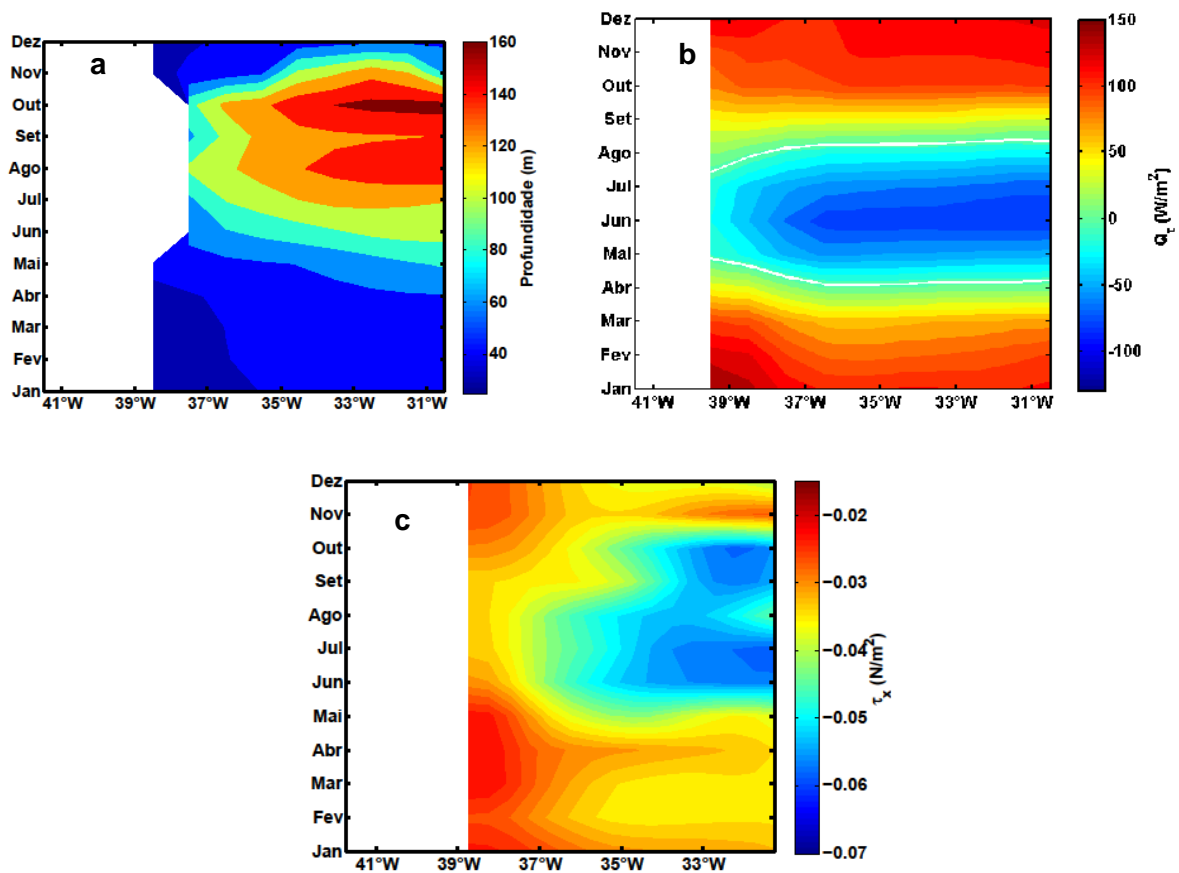 a
Dez
Nov
Out
Set
Ago
Jul
Jun
Mai
Abr
Mar
Fev
Jan
41°W 39°W 37°W 35°W 33°W 31°W
160
140
120
100
80
60
40
Profundidade (m)
b
Dez
Nov
Out
Set
Ago
Jul
Jun
Mai
Abr
Mar
Fev
Jan
41°W 39°W 37°W 35°W 33°W 31°W
150
100
50
0
-50
-100
Q_τ (W/m²)
c
Dez
Nov
Out
Set
Ago
Jul
Jun
Mai
Abr
Mar
Fev
Jan
41°W 39°W 37°W 35°W 33°W
−0.02
−0.03
−0.04
−0.05
−0.06
−0.07
τ_x (N/m²)